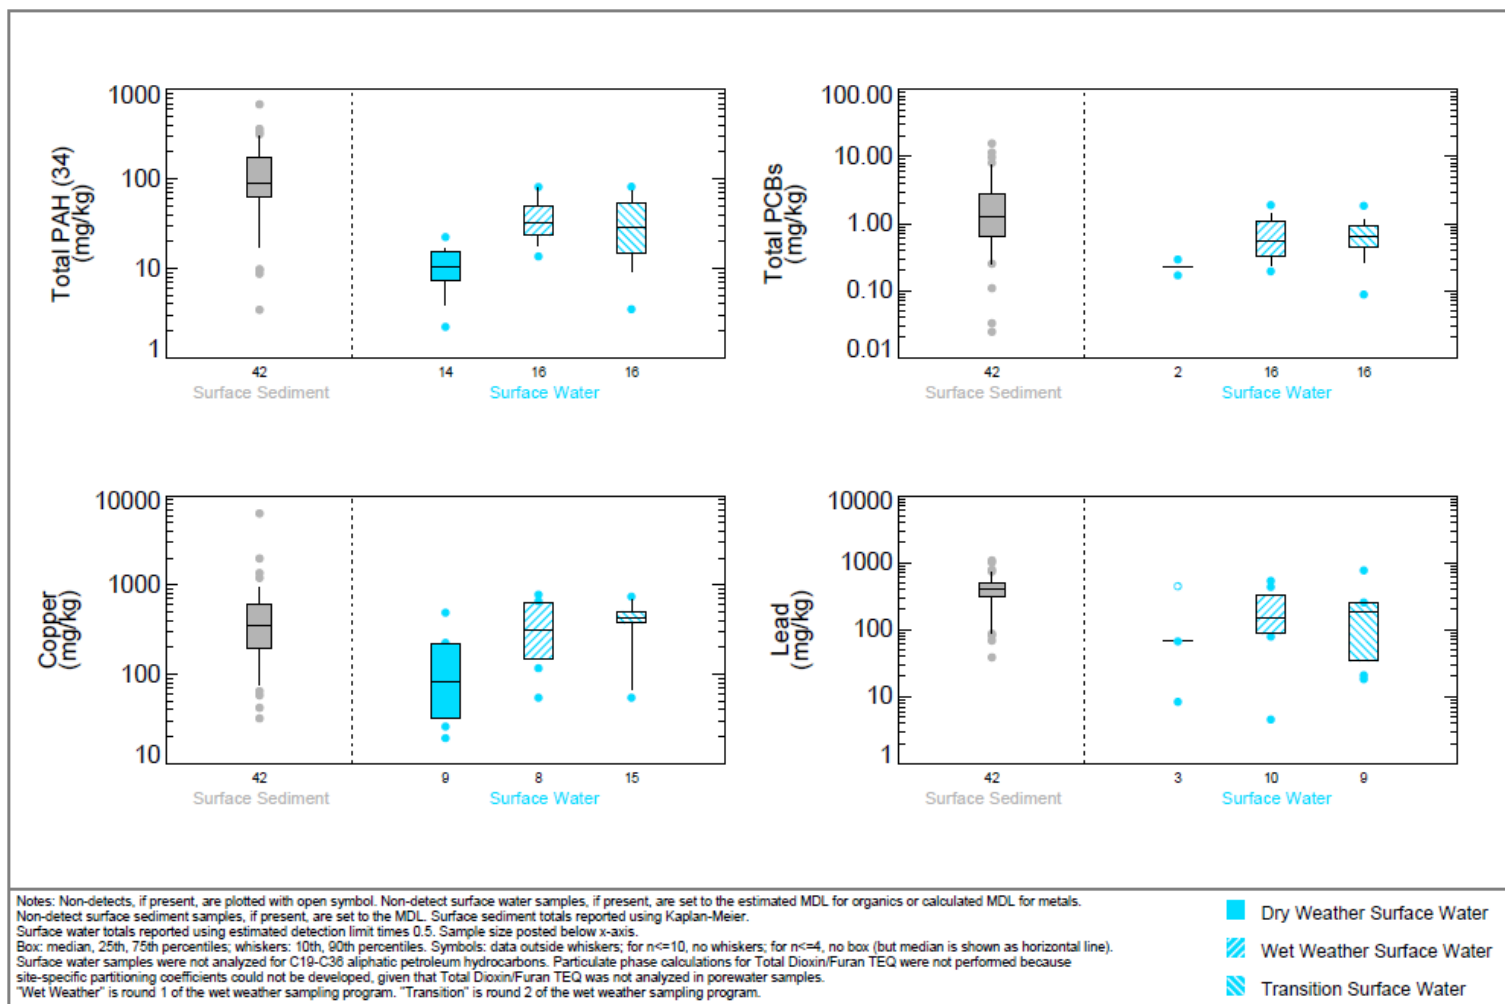 1000
100
10
1
Total PAH (34)
(mg/kg)
42
14
16
16
Surface Sediment
Surface Water
100.00
10.00
1.00
0.10
0.01
Total PCBs
(mg/kg)
42
2
16
16
Surface Sediment
Surface Water
10000
1000
100
10
Copper
(mg/kg)
42
9
8
15
Surface Sediment
Surface Water
10000
1000
100
10
1
Lead
(mg/kg)
42
3
10
9
Surface Sediment
Surface Water
Notes: Non-detects, if present, are plotted with open symbol. Non-detect surface water samples, if present, are set to the estimated MDL for organics or calculated MDL for metals.
Non-detect surface sediment samples, if present, are set to the MDL. Surface sediment totals reported using Kaplan-Meier.
Surface water totals reported using estimated detection limit times 0.5. Sample size posted below x-axis.
Box: median, 25th, 75th percentiles; whiskers: 10th, 90th percentiles. Symbols: data outside whiskers; for n<=10, no whiskers; for n<=4, no box (but median is shown as horizontal line).
Surface water samples were not analyzed for C19-C36 aliphatic petroleum hydrocarbons. Particulate phase calculations for Total Dioxin/Furan TEQ were not performed because
site-specific partitioning coefficients could not be developed, given that Total Dioxin/Furan TEQ was not analyzed in porewater samples.
"Wet Weather" is round 1 of the wet weather sampling program. "Transition" is round 2 of the wet weather sampling program.
Dry Weather Surface Water
Wet Weather Surface Water
Transition Surface Water